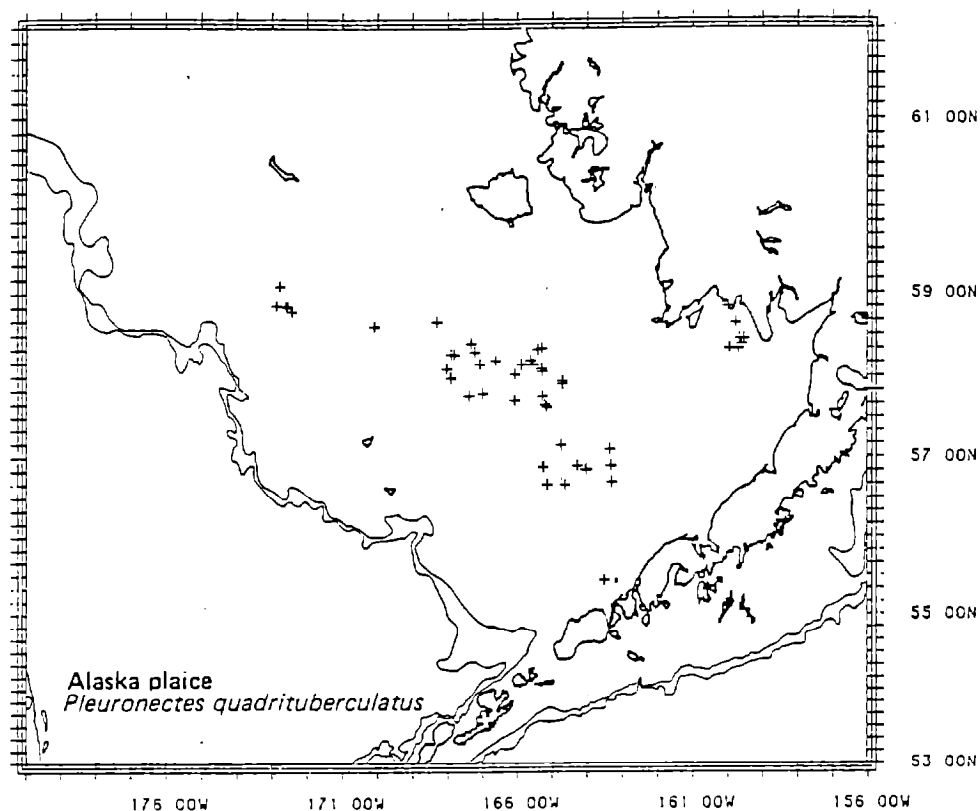 61 00N
59 00N
57 00N
55 00N
53 00N
Alaska plaice
Pleuronectes quadrituberculatus
176 00W 171 00W 166 00W 161 00W 156 00W